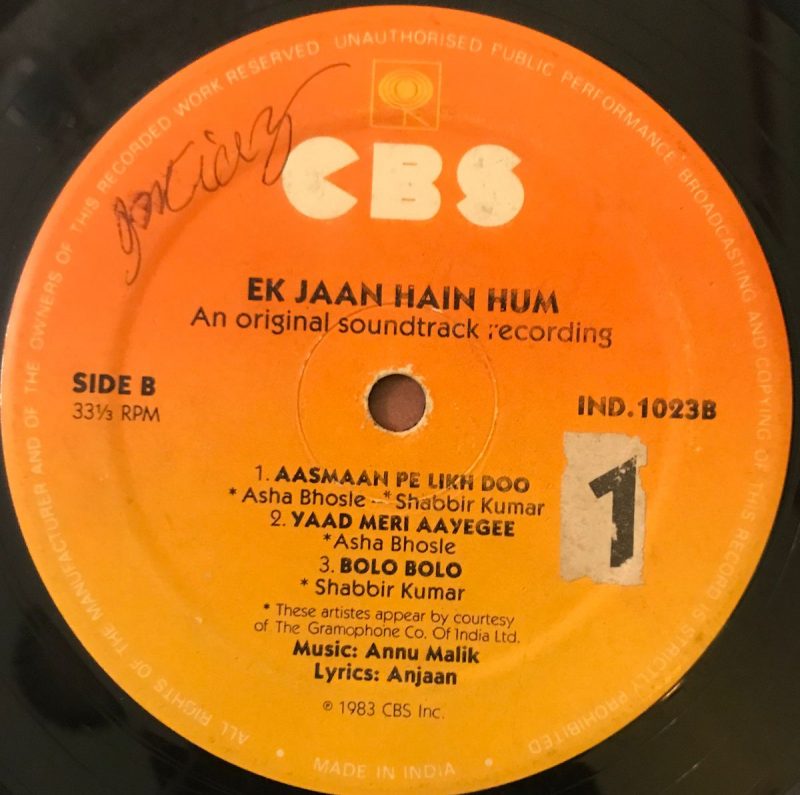 ALL RIGHTS OF THE MANUFACTURER AND OF THE OWNERS OF THIS RECORDED WORK RESERVED UNAUTHORISED PUBLIC PERFORMANCE BROADCASTING AND COPYING OF THIS RECORD IS STRICTLY PROHIBITED
CBS
EK JAAN HAIN HUM
An original soundtrack recording
SIDE B
33⅓ RPM
IND.1023B
1
1. AASMAAN PE LIKH DOO
* Asha Bhosle - * Shabbir Kumar
2. YAAD MERI AAYEGEE
*Asha Bhosle
3. BOLO BOLO
* Shabbir Kumar
* These artistes appear by courtesy
of The Gramophone Co. Of India Ltd.
Music: Annu Malik
Lyrics: Anjaan
℗ 1983 CBS Inc.
• MADE IN INDIA •